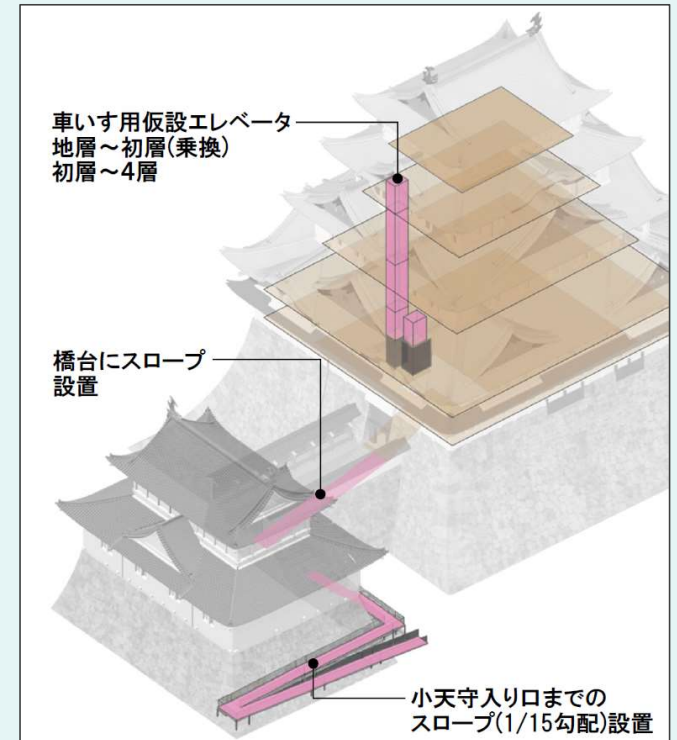 車いす用仮設エレベータ
地層～初層(乗換)
初層～4層
橋台にスロープ
設置
小天守入り口までの
スロープ(1/15勾配)設置